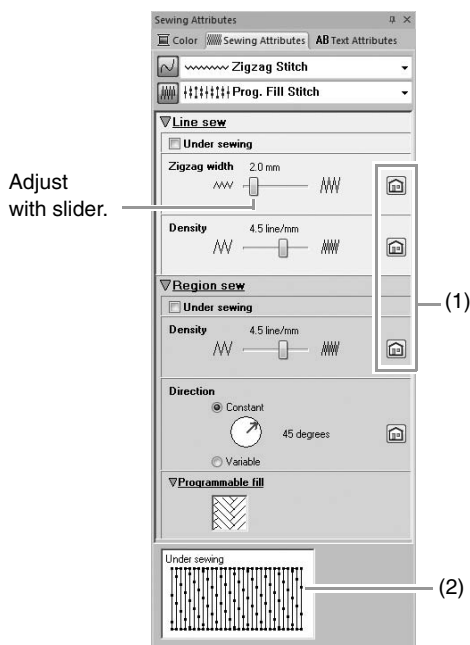 Sewing Attributes
Color Sewing Attributes AB Text Attributes
Zigzag Stitch
Prog. Fill Stitch
Line sew
Under sewing
Zigzag width 2.0 mm
Adjust
with slider.
Density 4.5 line/mm
(1)
Region sew
Under sewing
Density 4.5 line/mm
Direction
Constant
45 degrees
Variable
Programmable fill
Under sewing
(2)